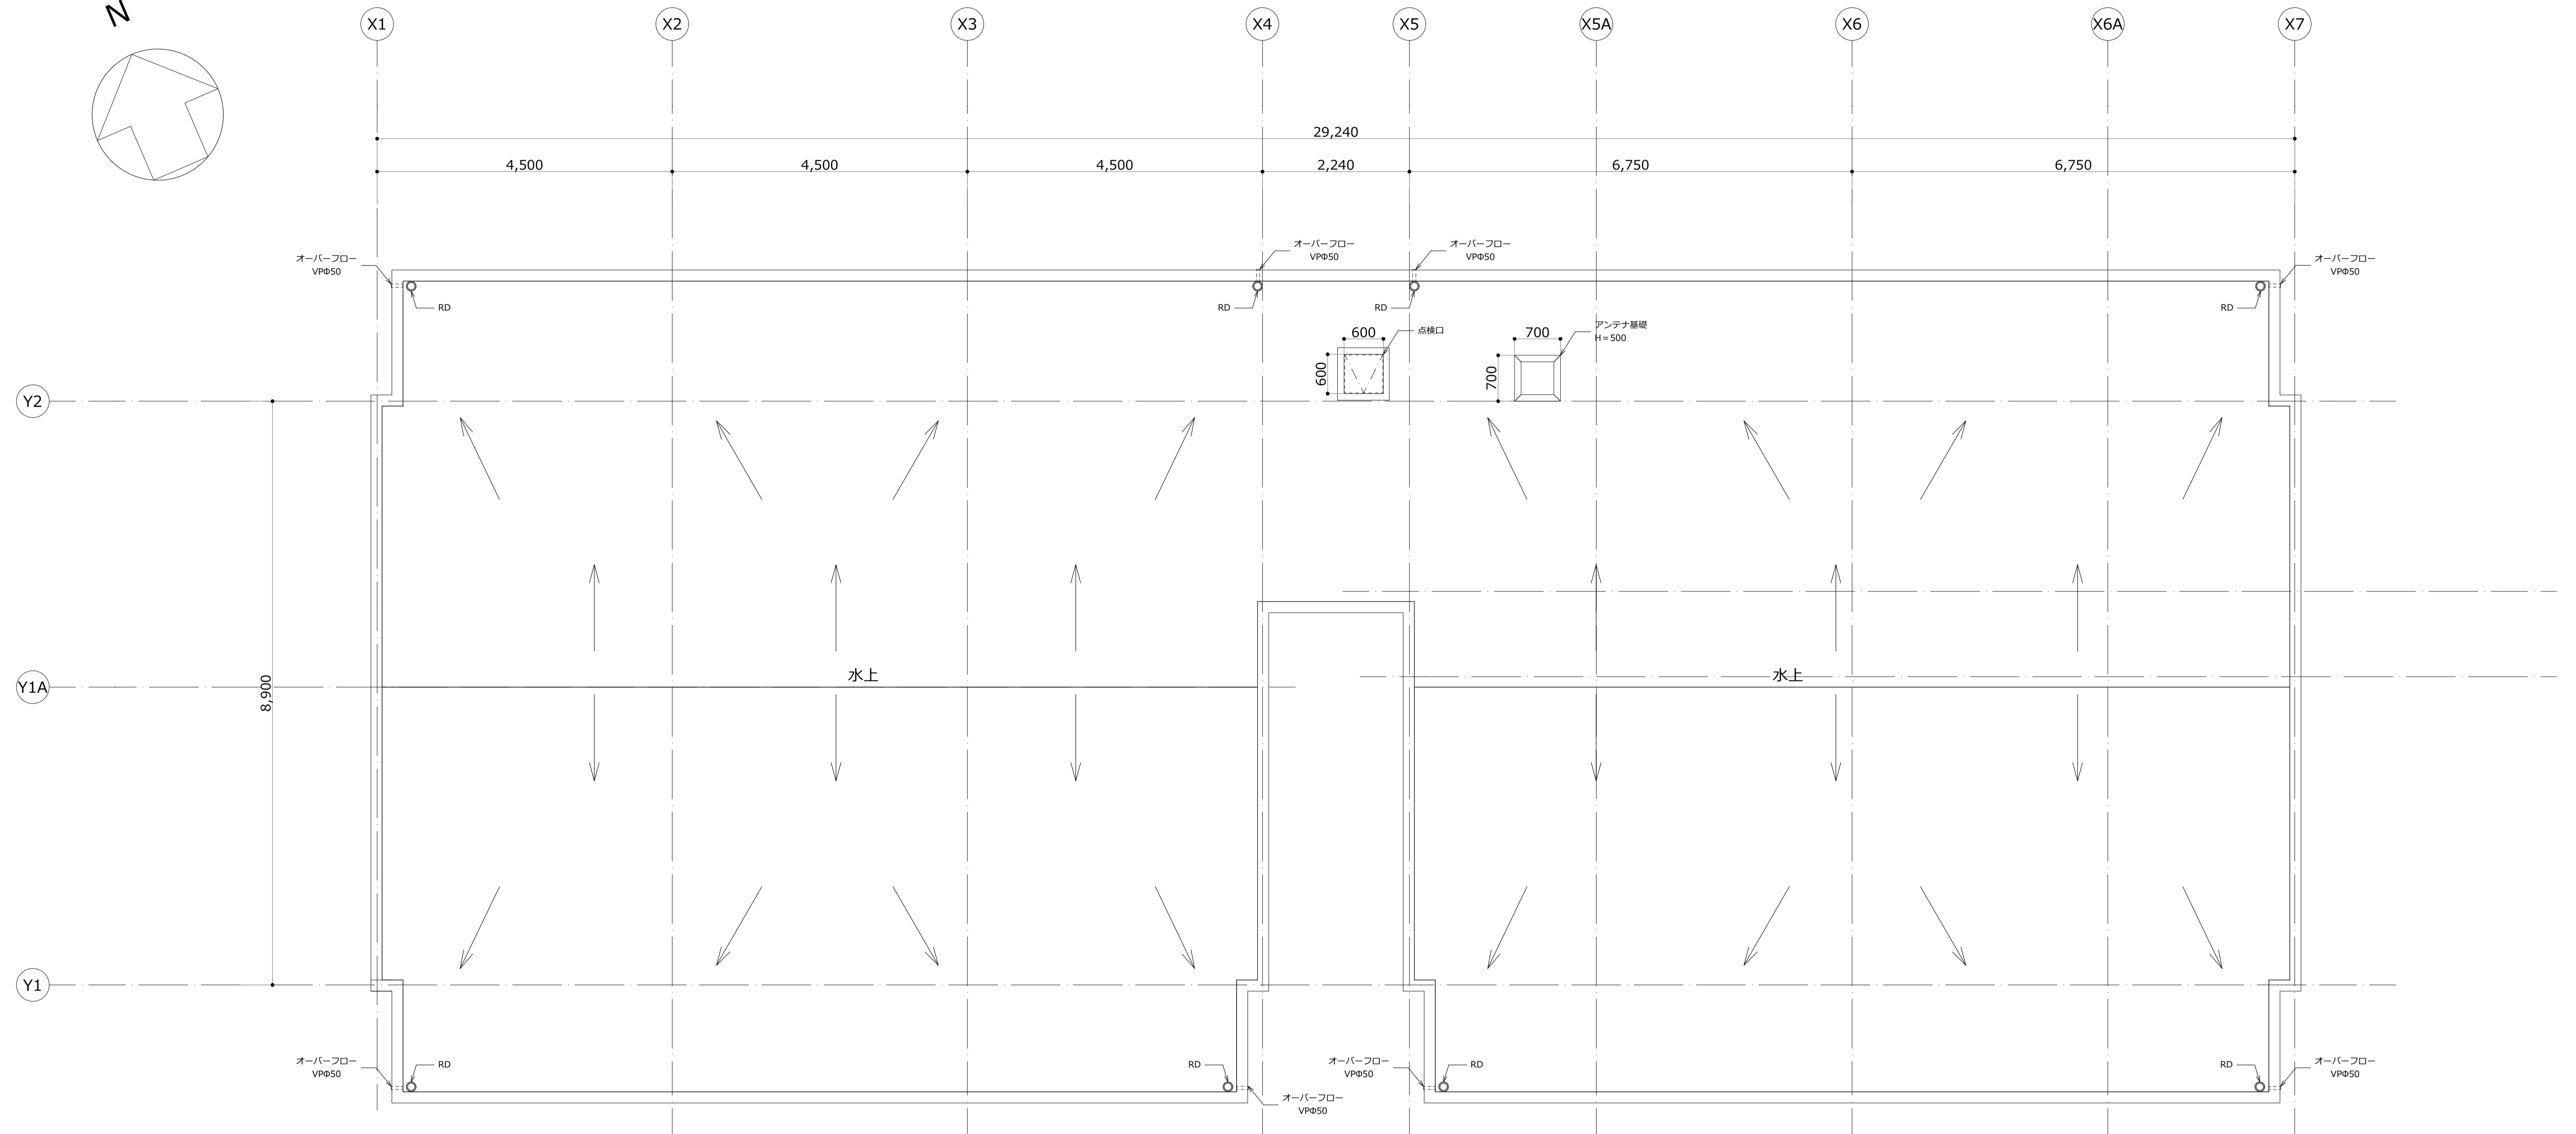 N
X1
X2
X3
X4
X5
X5A
X6
X6A
X7
29,240
4,500
4,500
4,500
2,240
6,750
6,750
オーバーフロー
VPΦ50
オーバーフロー
VPΦ50
オーバーフロー
VPΦ50
オーバーフロー
VPΦ50
RD
RD
RD
RD
600
600
点検口
700
700
アンテナ基礎
H=500
Y2
水上
水上
Y1A
8,900
Y1
オーバーフロー
VPΦ50
RD
RD
オーバーフロー
VPΦ50
オーバーフロー
VPΦ50
RD
RD
オーバーフロー
VPΦ50